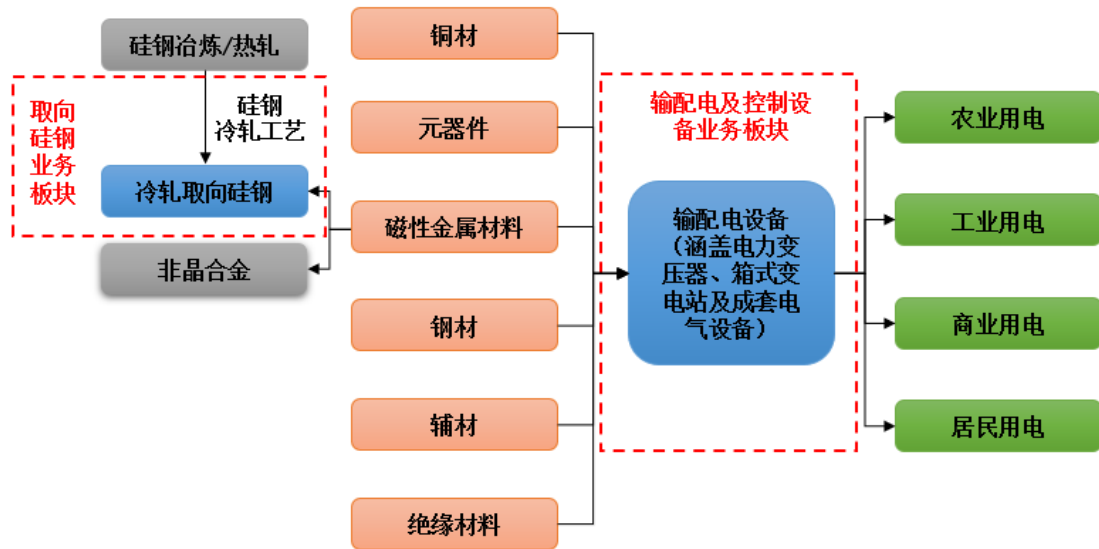 硅钢冶炼/热轧
取向
硅钢
业务
板块
硅钢
冷轧工艺
冷轧取向硅钢
非晶合金
铜材
元器件
磁性金属材料
钢材
辅材
绝缘材料
输配电及控制设
备业务板块
输配电设备
（涵盖电力变
压器、箱式变
电站及成套电
气设备）
农业用电
工业用电
商业用电
居民用电